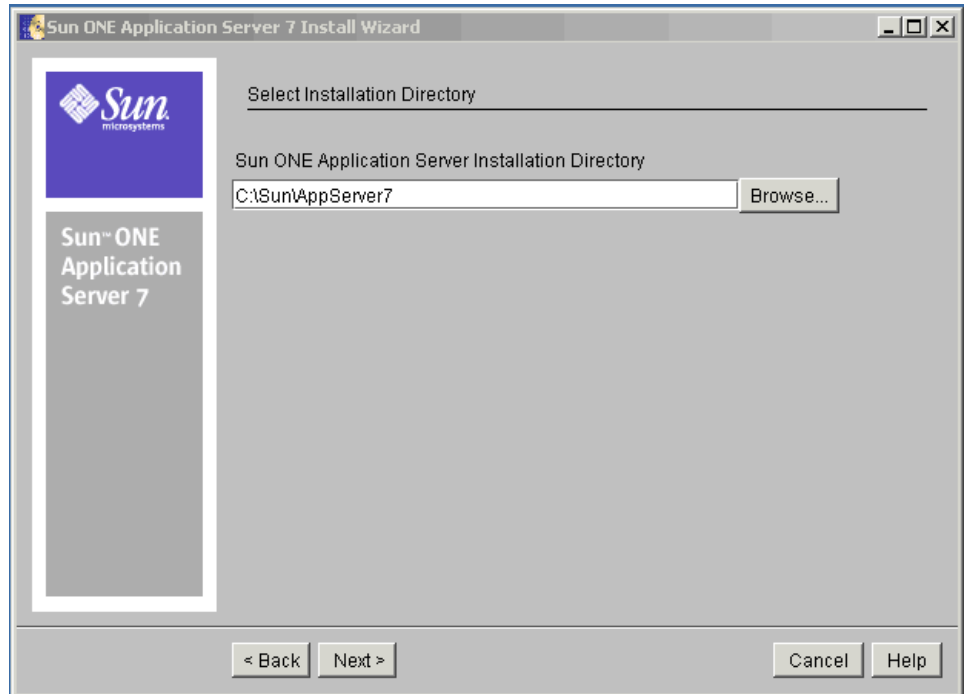 Sun ONE Application Server 7 Install Wizard
Sun
microsystems
Sun™ ONE
Application
Server 7
Select Installation Directory
Sun ONE Application Server Installation Directory
C:\Sun\AppServer7
Browse...
< Back
Next >
Cancel
Help